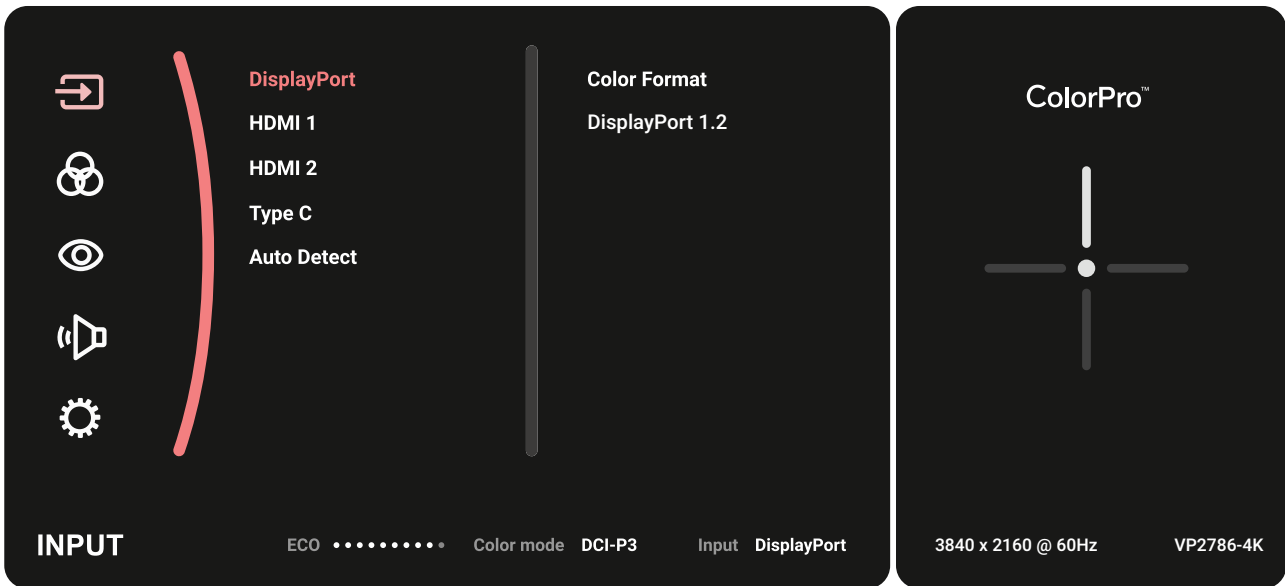 DisplayPort
HDMI 1
HDMI 2
Type C
Auto Detect
Color Format
DisplayPort 1.2
INPUT
ECO
Color mode DCI-P3
Input DisplayPort
ColorPro™
3840 x 2160 @ 60Hz
VP2786-4K